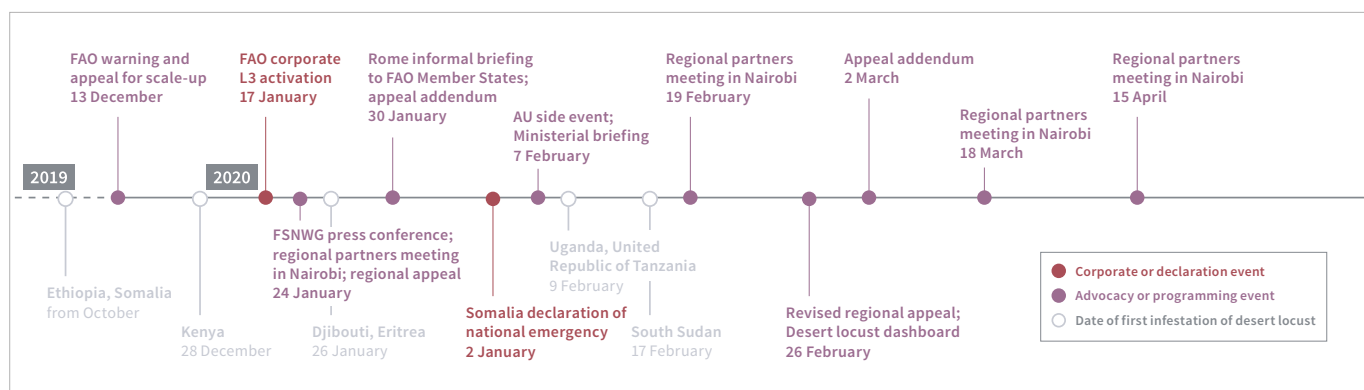 FAO warning and
appeal for scale-up
13 December
FAO corporate
L3 activation
17 January
Rome informal briefing
to FAO Member States;
appeal addendum
30 January
AU side event;
Ministerial briefing
7 February
Regional partners
meeting in Nairobi
19 February
Appeal addendum
2 March
Regional partners
meeting in Nairobi
18 March
Regional partners
meeting in Nairobi
15 April
2019
2020
Ethiopia, Somalia
from October
Kenya
28 December
FSNWG press conference;
regional partners meeting
in Nairobi; regional appeal
24 January
Djibouti, Eritrea
26 January
Somalia declaration of
national emergency
2 January
Uganda, United
Republic of Tanzania
9 February
South Sudan
17 February
Revised regional appeal;
Desert locust dashboard
26 February
Corporate or declaration event
Advocacy or programming event
Date of first infestation of desert locust